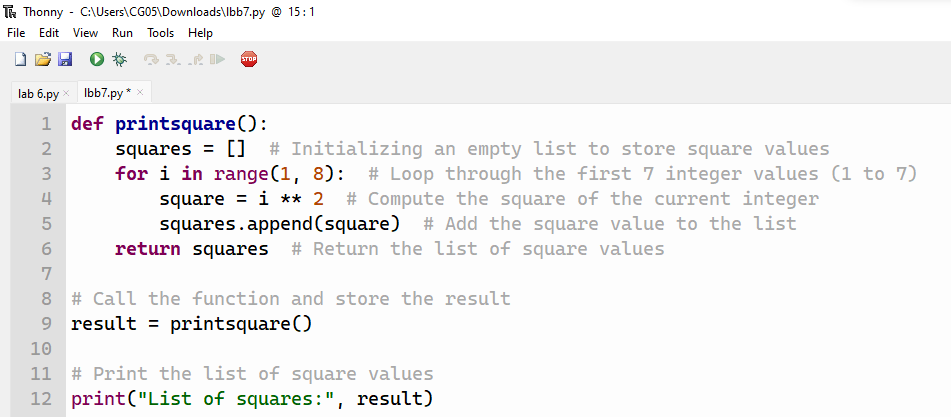 Thonny - C:\Users\CG05\Downloads\lbb7.py @ 15 : 1
File Edit View Run Tools Help
STOP
lab 6.py × lbb7.py * ×
1 def printsquare():
2     squares = []  # Initializing an empty list to store square values
3     for i in range(1, 8):  # Loop through the first 7 integer values (1 to 7)
4         square = i ** 2  # Compute the square of the current integer
5         squares.append(square)  # Add the square value to the list
6     return squares  # Return the list of square values
7
8 # Call the function and store the result
9 result = printsquare()
10
11 # Print the list of square values
12 print("List of squares:", result)